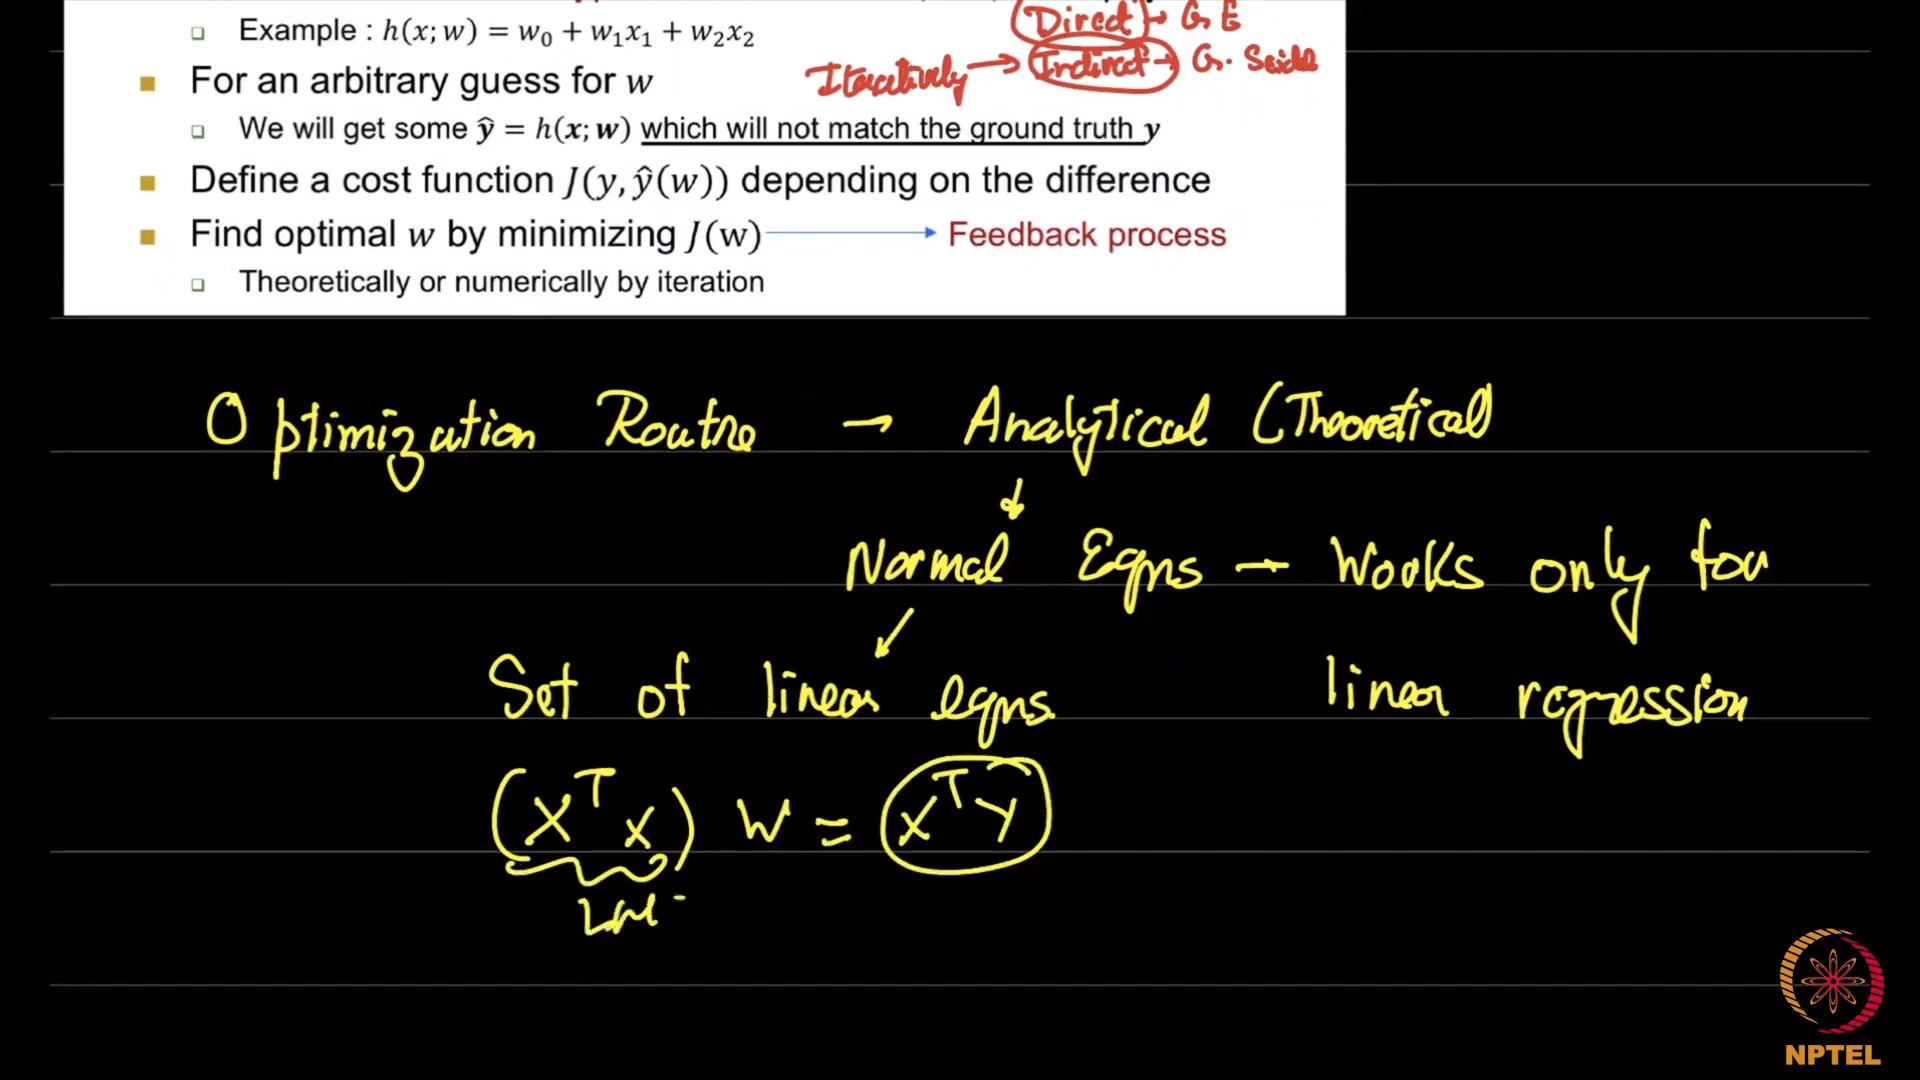 Direct → G. E
Example : h(x; w) = w₀ + w₁x₁ + w₂x₂
Iteratively → Indirect → G. Seidel
For an arbitrary guess for w
We will get some ŷ = h(x; w) which will not match the ground truth y
Define a cost function J(y, ŷ(w)) depending on the difference
Find optimal w by minimizing J(w) → Feedback process
Theoretically or numerically by iteration
Optimization Routine → Analytical (Theoretical
↓
Normal Eqns → Works only for
Set of linear eqns. linear regression
(XᵀX) W = XᵀY
NPTEL